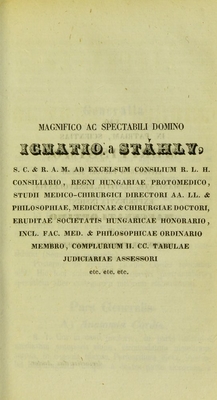 MAGNIFICO AC SPECTABILI DOMINO
IGNATIO à STÁHLY,
S. C. & R. A. M. AD EXCELSUM CONSILIUM R. L. H.
CONSILIARIO, REGNI HUNGARIAE PROTOMEDICO,
STUDII MEDICO-CHIRURGICI DIRECTORI AA. LL. &
PHILOSOPHIAE, MEDICINAE & CHIRURGIAE DOCTORI,
ERUDITAE SOCIETATIS HUNGARICAE HONORARIO,
INCL. FAC. MED. & PHILOSOPHICAE ORDINARIO
MEMBRO, COMPLURIUM II. CC. TABULAE
JUDICIARIAE ASSESSORI
etc. etc. etc.